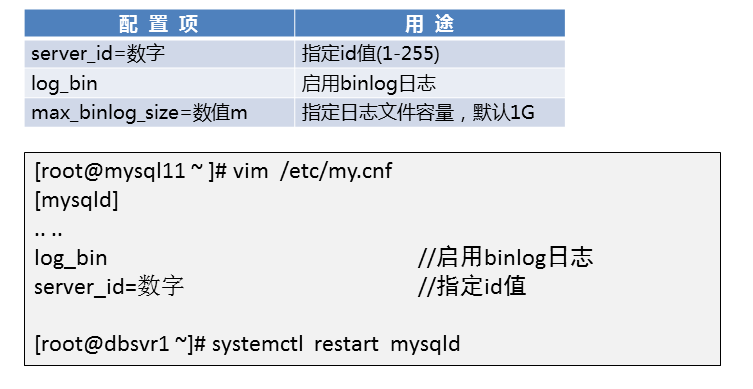 配 置 项 用 途
server_id=数字 指定id值(1-255)
log_bin 启用binlog日志
max_binlog_size=数值m 指定日志文件容量，默认1G
[root@mysql11 ~ ]# vim /etc/my.cnf
[mysqld]
.. ..
log_bin //启用binlog日志
server_id=数字 //指定id值
[root@dbsvr1 ~]# systemctl restart mysqld